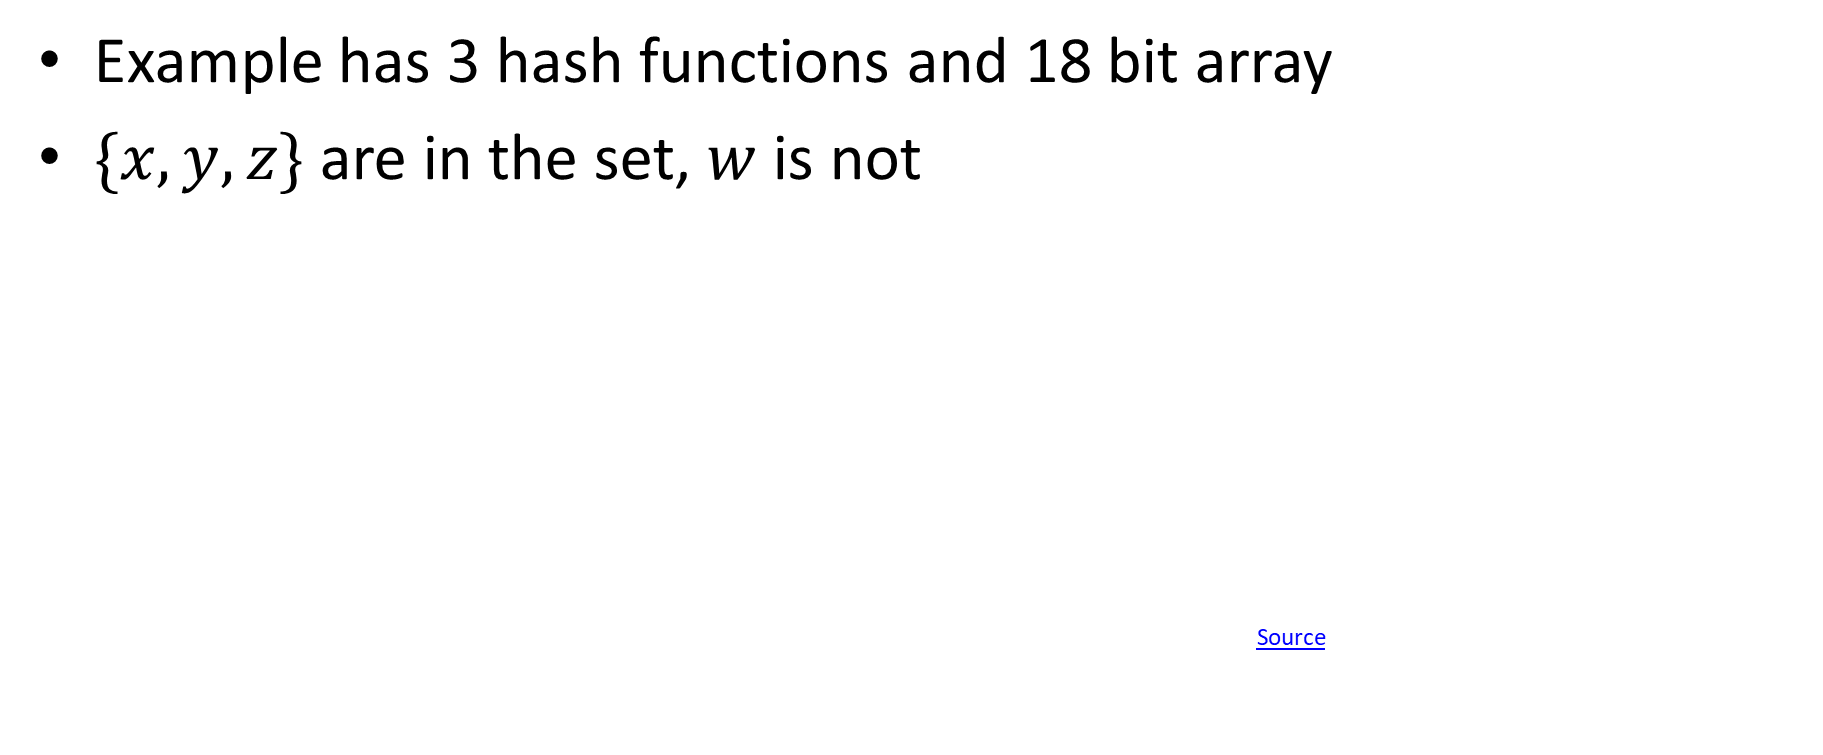 • Example has 3 hash functions and 18 bit array
• {x, y, z} are in the set, w is not
Source